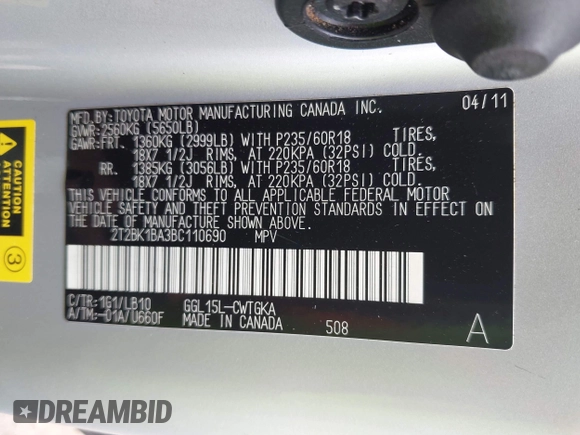 MFD.BY:TOYOTA MOTOR MANUFACTURING CANADA INC. 04/11
GVWR:2560KG (5650LB)
GAWR:FRT. 1360KG (2999LB) WITH P235/60R18 TIRES,
18X7 1/2J RIMS, AT 220KPA (32PSI) COLD.
RR. 1385KG (3056LB) WITH P235/60R18 TIRES,
18X7 1/2J RIMS, AT 220KPA (32PSI) COLD.
THIS VEHICLE CONFORMS TO ALL APPLICABLE FEDERAL MOTOR
VEHICLE SAFETY AND THEFT PREVENTION STANDARDS IN EFFECT ON
THE DATE OF MANUFACTURE SHOWN ABOVE.
2T2BK1BA3BC110690 MPV
C/TR:1G1/LB10 GGL15L-CWTGKA
A/TM:-01A/U660F MADE IN CANADA 508 A
3
DREAMBID